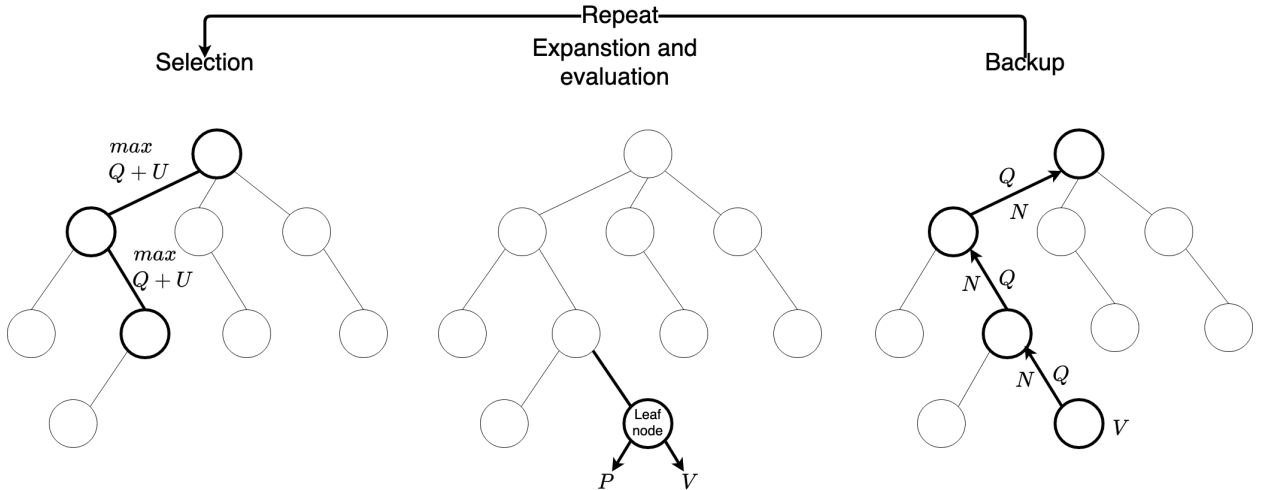 Repeat
Selection
Expanstion and
evaluation
Backup
max
Q + U
max
Q + U
Leaf
node
P
V
Q
N
N
Q
N
Q
V